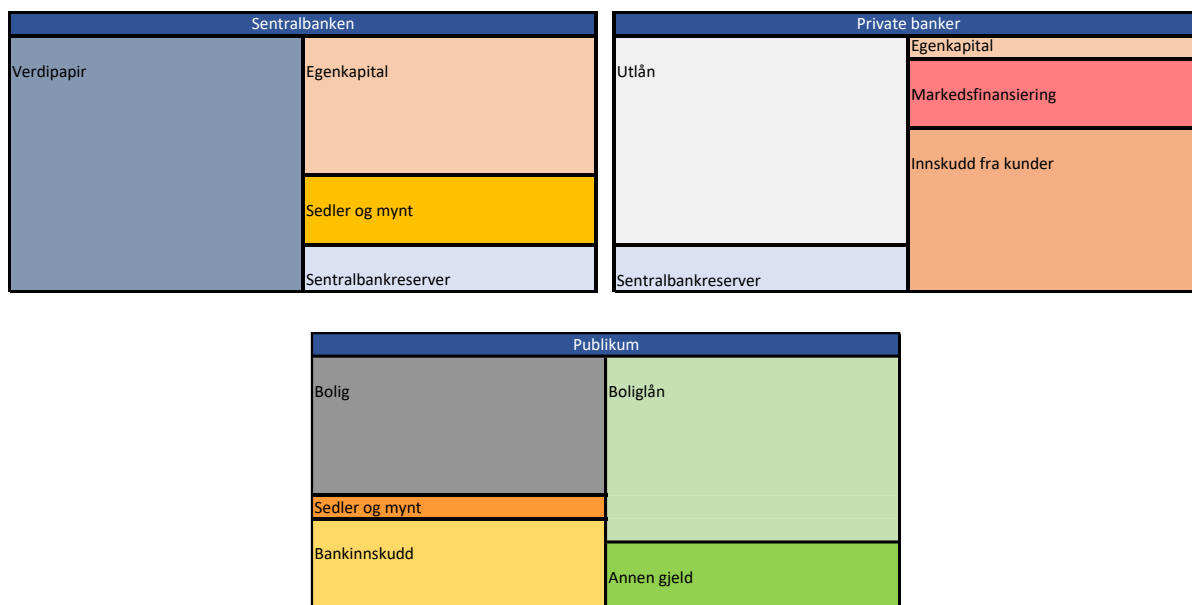 Sentralbanken
Verdipapir
Egenkapital
Sedler og mynt
Sentralbankreserver
Private banker
Utlån
Sentralbankreserver
Egenkapital
Markedsfinansiering
Innskudd fra kunder
Publikum
Bolig
Sedler og mynt
Bankinnskudd
Boliglån
Annen gjeld